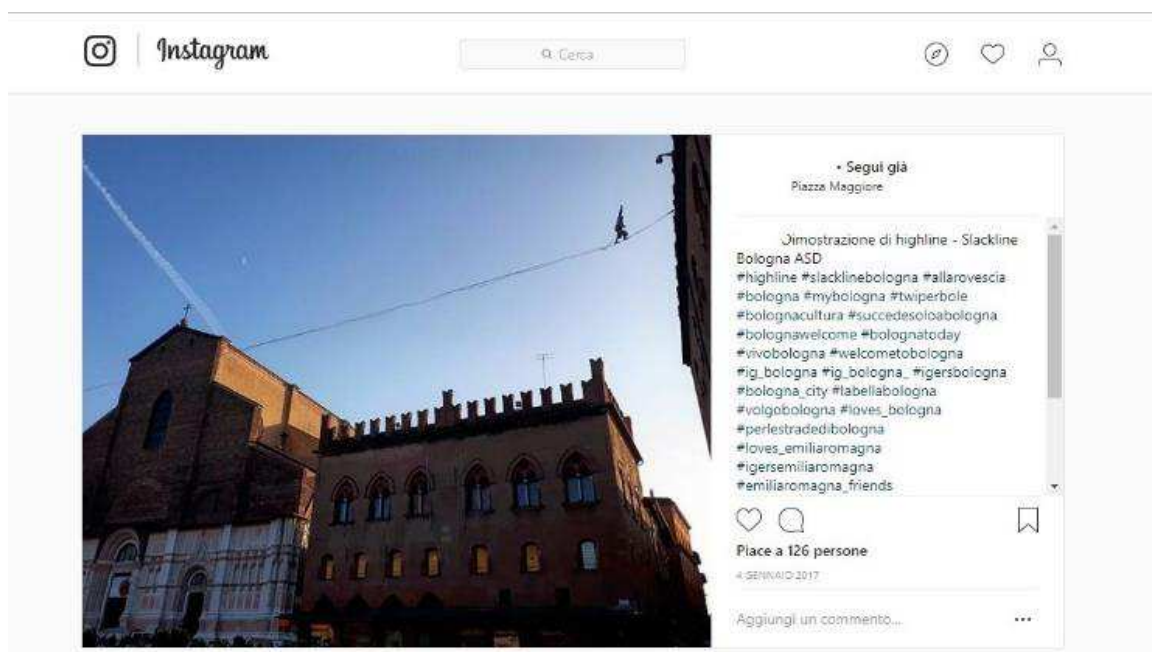 Instagram
Cerca
• Segui già
Piazza Maggiore
Dimostrazione di highline - Slackline
Bologna ASD
#highline #slacklinebologna #allarovescia
#bologna #mybologna #twiperbole
#bolognacultura #succedesoloabologna
#bolognawelcome #bolognatoday
#vivobologna #welcometobologna
#ig_bologna #ig_bologna_ #igersbologna
#bologna_city #labellabologna
#volgobologna #loves_bologna
#perlestradedibologna
#loves_emiliaromagna
#igersemiliaromagna
#emiliaromagna_friends
Piace a 126 persone
4 GENNAIO 2017
Aggiungi un commento...